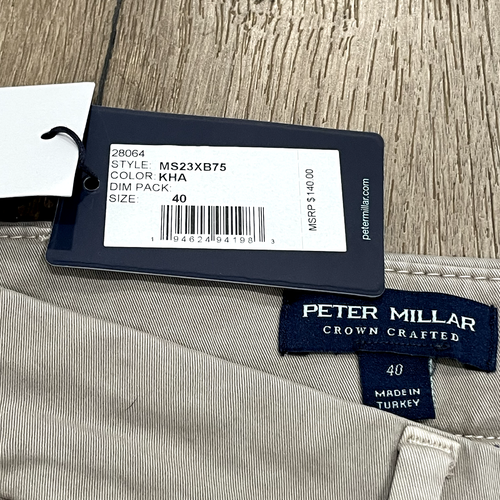 28064
STYLE: MS23XB75
COLOR: KHA
DIM PACK:
SIZE: 40
1 94624 94198 3
MSRP $140.00
petermillar.com
PETER MILLAR
CROWN CRAFTED
40
MADE IN
TURKEY